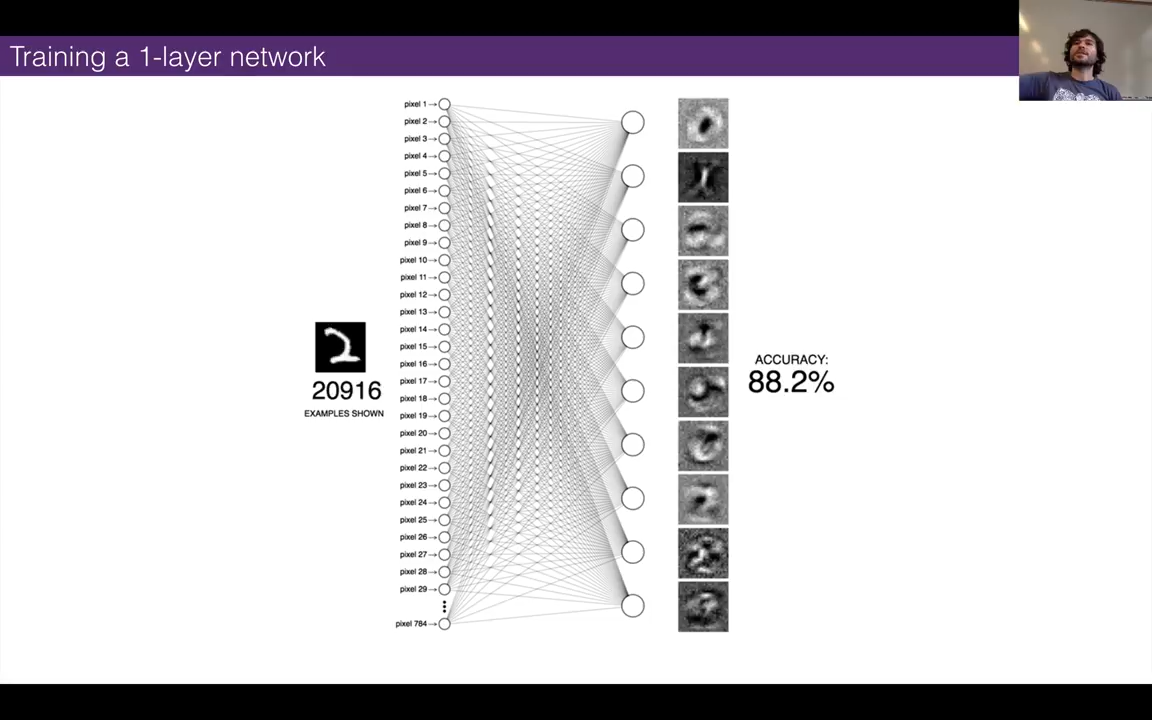 Training a 1-layer network
pixel 1
pixel 2
pixel 3
pixel 4
pixel 5
pixel 6
pixel 7
pixel 8
pixel 9
pixel 10
pixel 11
pixel 12
pixel 13
pixel 14
pixel 15
pixel 16
pixel 17
pixel 18
pixel 19
pixel 20
pixel 21
pixel 22
pixel 23
pixel 24
pixel 25
pixel 26
pixel 27
pixel 28
pixel 29
pixel 784
2
20916
EXAMPLES SHOWN
ACCURACY:
88.2%